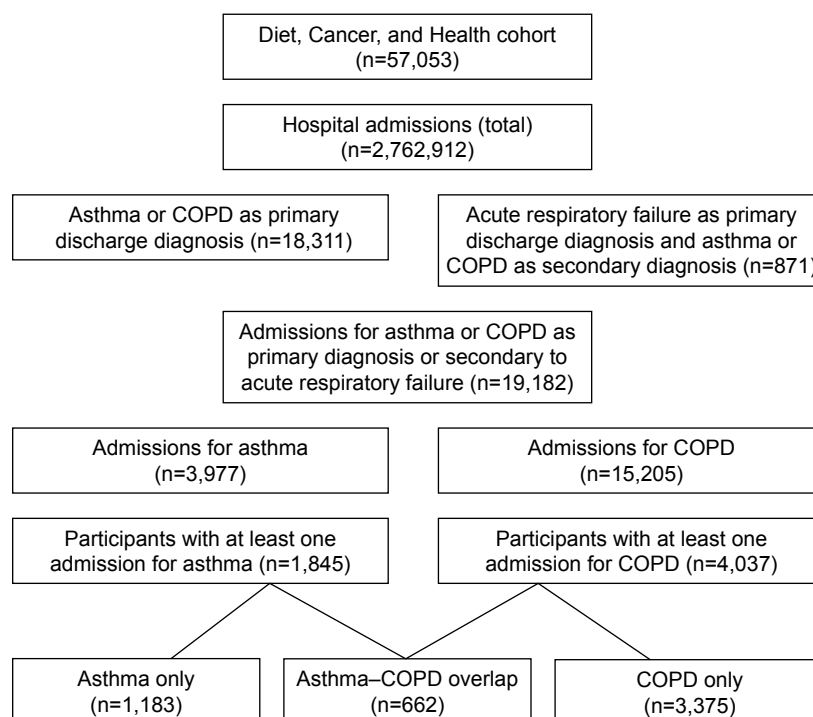 Diet, Cancer, and Health cohort
(n=57,053)
Hospital admissions (total)
(n=2,762,912)
Asthma or COPD as primary
discharge diagnosis (n=18,311)
Acute respiratory failure as primary
discharge diagnosis and asthma or
COPD as secondary diagnosis (n=871)
Admissions for asthma or COPD as
primary diagnosis or secondary to
acute respiratory failure (n=19,182)
Admissions for asthma
(n=3,977)
Admissions for COPD
(n=15,205)
Participants with at least one
admission for asthma (n=1,845)
Participants with at least one
admission for COPD (n=4,037)
Asthma only
(n=1,183)
Asthma–COPD overlap
(n=662)
COPD only
(n=3,375)